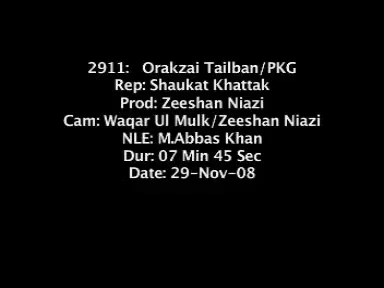 2911:  Orakzai Tailban/PKG
Rep: Shaukat Khattak
Prod: Zeeshan Niazi
Cam: Waqar Ul Mulk/Zeeshan Niazi
NLE: M.Abbas Khan
Dur: 07 Min 45 Sec
Date: 29-Nov-08